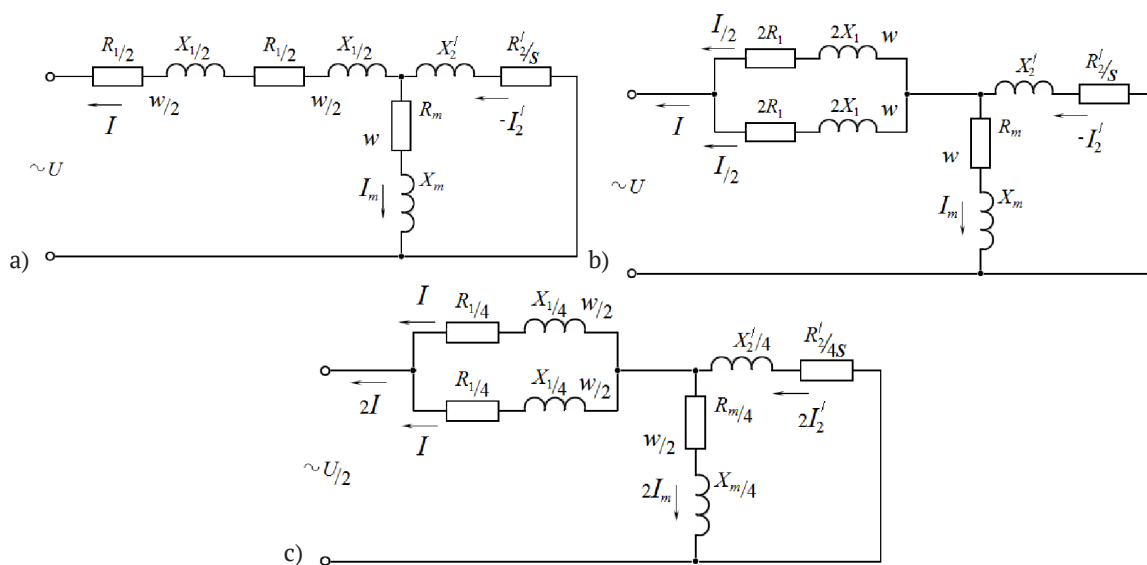 R1/2 X1/2 R1/2 X1/2 X2/ R2//s
w/2 w/2
I
-I2/
Rm
w
~U
Im
Xm
a)
I/2 2R1 2X1 w
X2/ R2//s
2R1 2X1 w
I
-I2/
I/2
Rm
w
~U
Im
Xm
b)
I R1/4 X1/4 w/2
X2//4 R2//4s
R1/4 X1/4 w/2
2I
2I2/
I
Rm/4
w/2
~U/2
2Im
Xm/4
c)